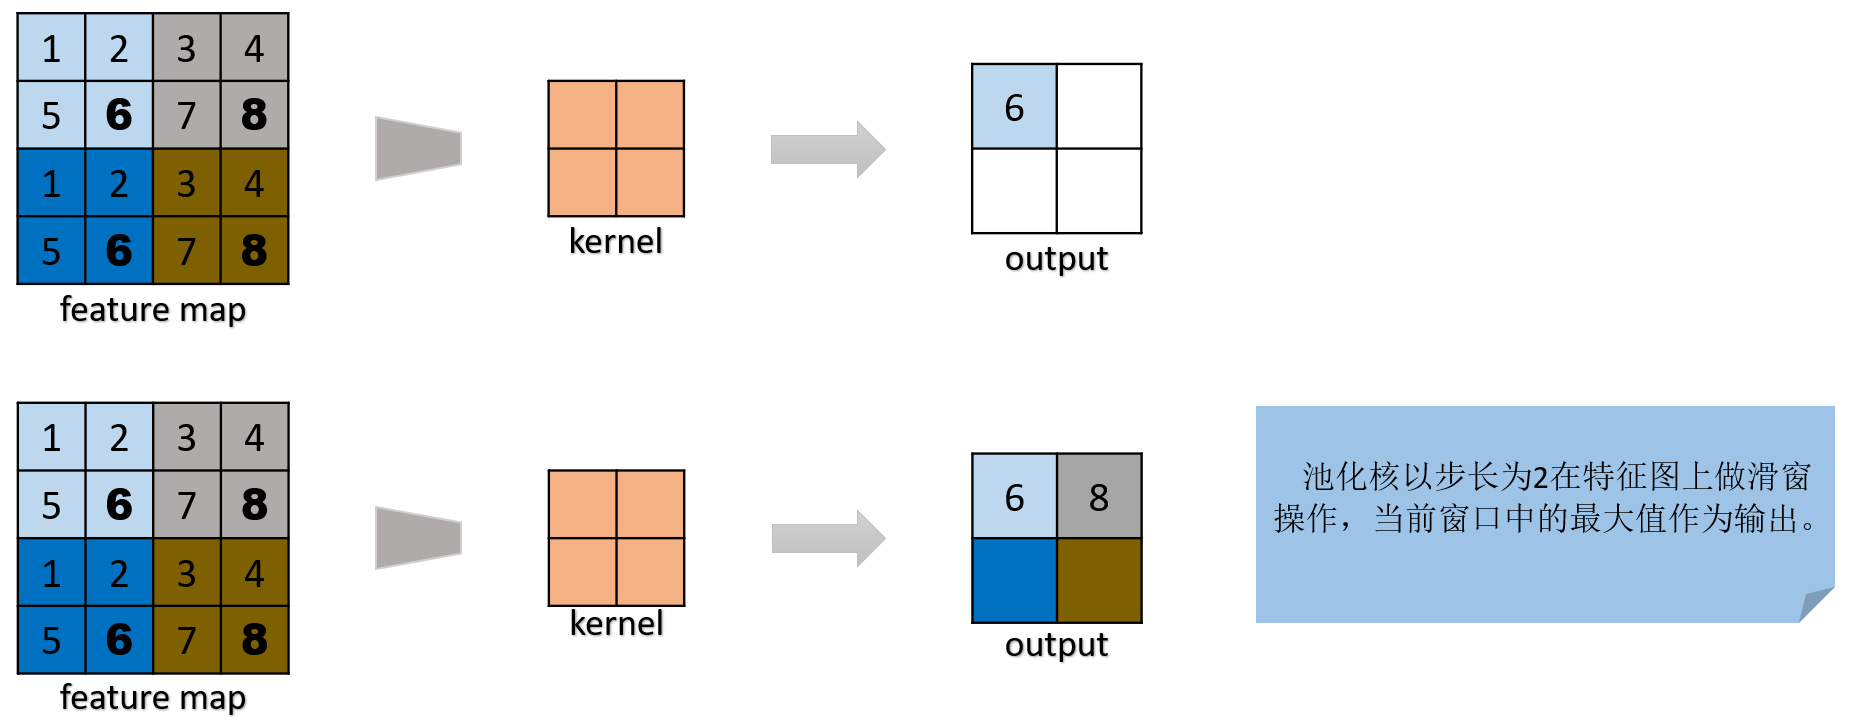 1 2 3 4
5 6 7 8
1 2 3 4
5 6 7 8
feature map
kernel
6
output
1 2 3 4
5 6 7 8
1 2 3 4
5 6 7 8
feature map
kernel
6 8
output
池化核以步长为2在特征图上做滑窗
操作，当前窗口中的最大值作为输出。